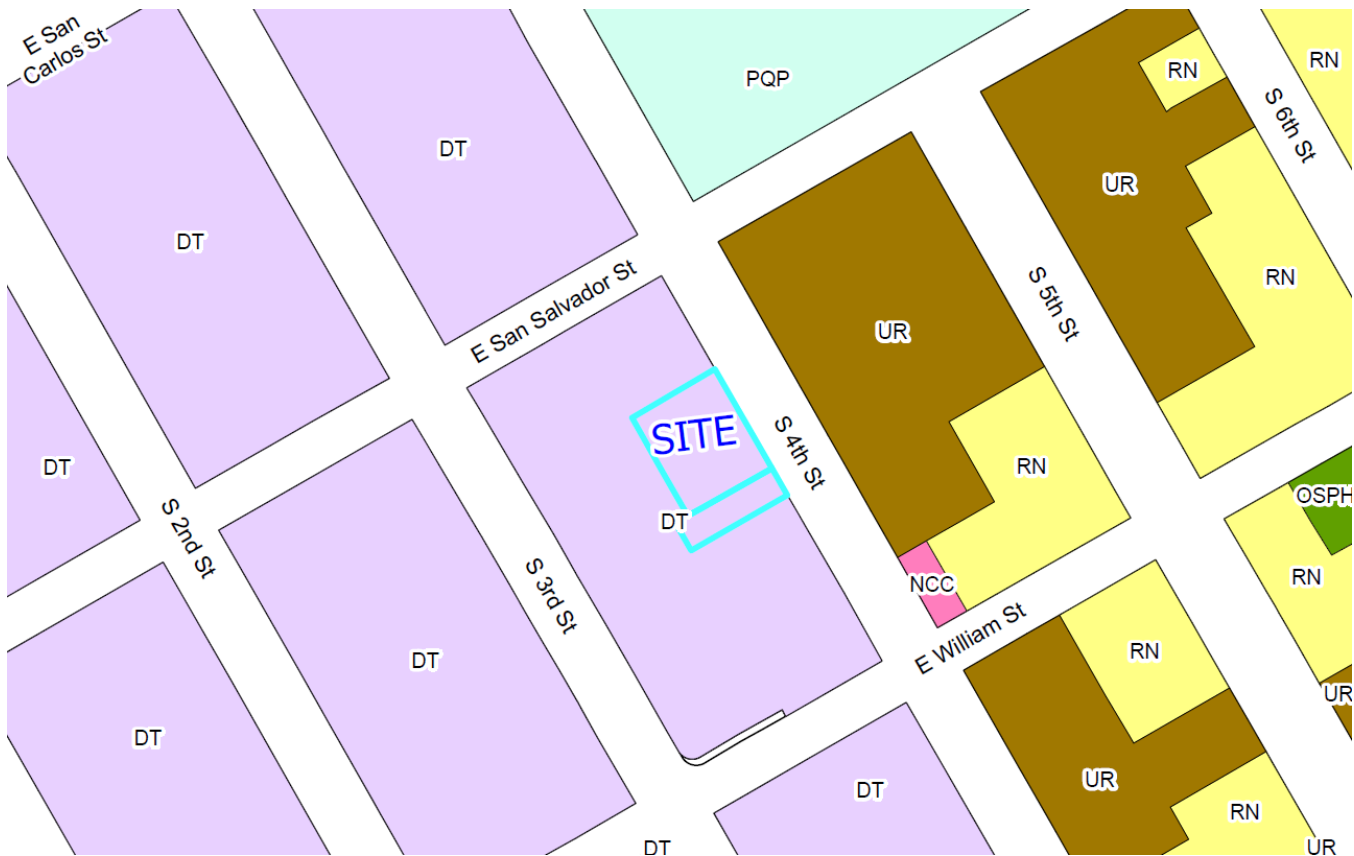 E San
Carlos St
PQP
RN
RN
S 6th St
DT
UR
DT
E San Salvador St
S 5th St
RN
UR
SITE
S 4th St
DT
RN
OSPH
S 2nd St
DT
S 3rd St
NCC
RN
E William St
DT
RN
UR
DT
UR
DT
RN
DT
UR